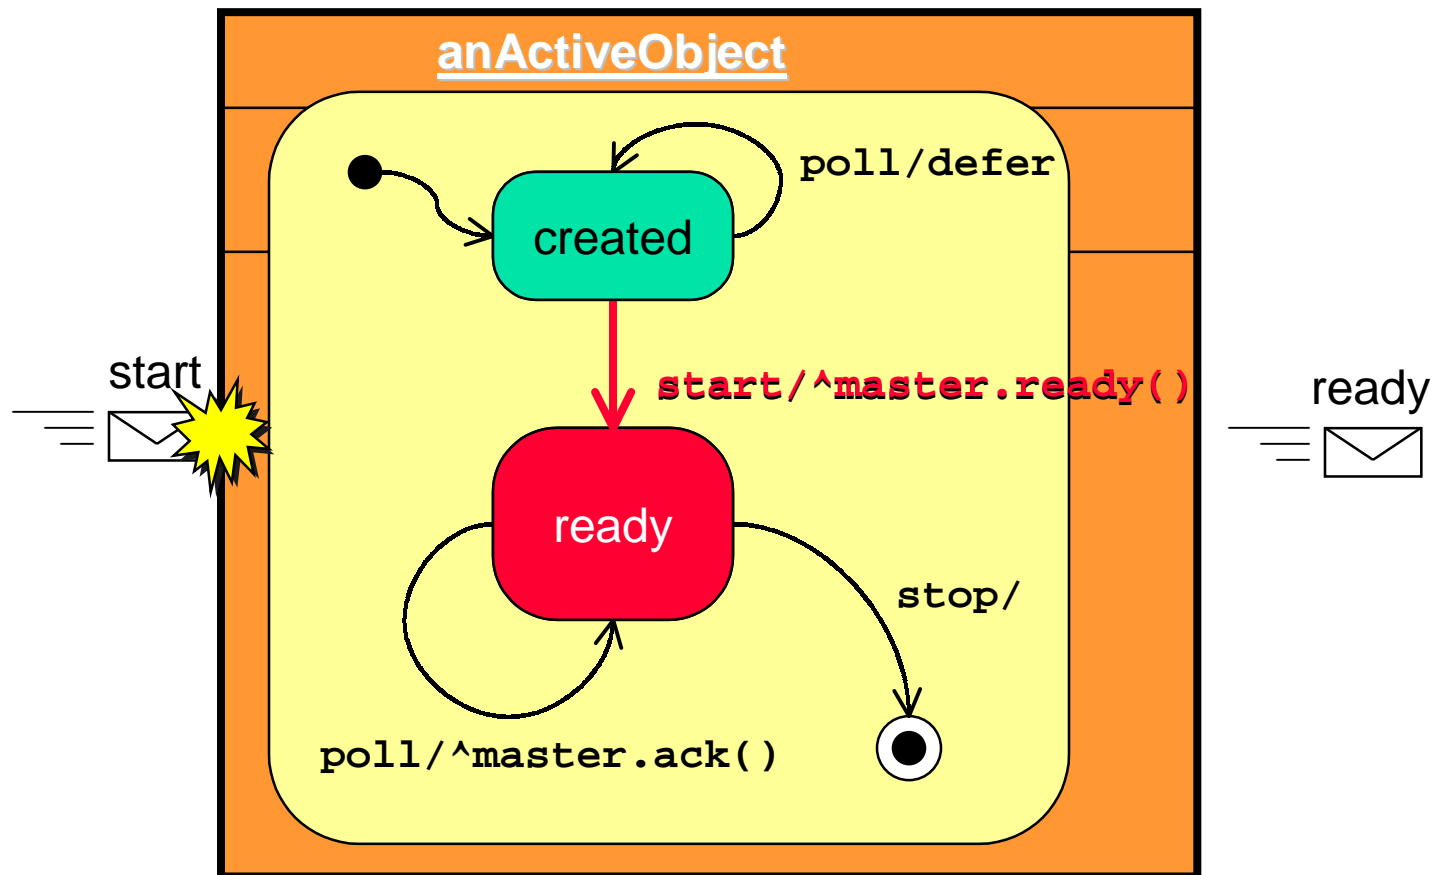 anActiveObject
poll/defer
created
start
start/^master.ready()
ready
ready
stop/
poll/^master.ack()